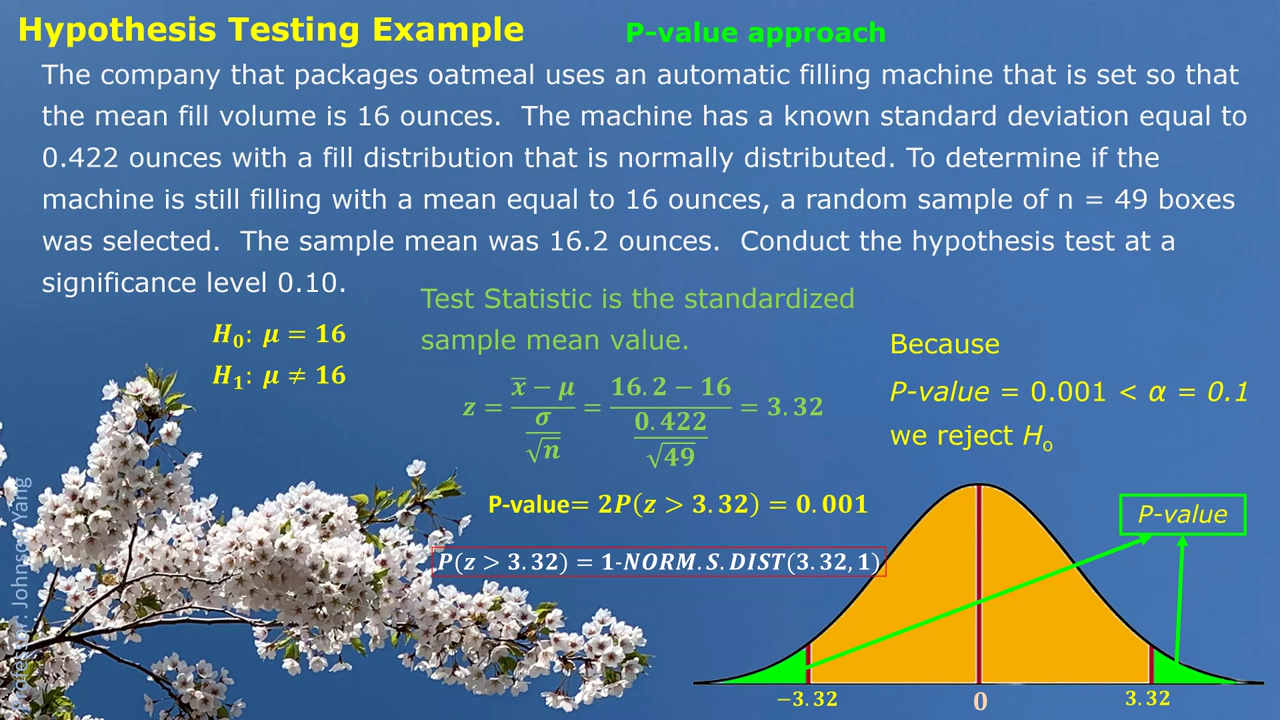 Hypothesis Testing Example
P-value approach
The company that packages oatmeal uses an automatic filling machine that is set so that
the mean fill volume is 16 ounces.  The machine has a known standard deviation equal to
0.422 ounces with a fill distribution that is normally distributed. To determine if the
machine is still filling with a mean equal to 16 ounces, a random sample of n = 49 boxes
was selected.  The sample mean was 16.2 ounces.  Conduct the hypothesis test at a
significance level 0.10.
H₀: μ = 16
H₁: μ ≠ 16
Test Statistic is the standardized
sample mean value.
z = (x̅ − μ)/(σ/√n) = (16.2 − 16)/(0.422/√49) = 3.32
P-value= 2P(z > 3.32) = 0.001
P(z > 3.32) = 1-NORM.S.DIST(3.32,1)
Because
P-value = 0.001 < α = 0.1
we reject Hₒ
P-value
−3.32
0
3.32
Professor: Johnson Yang